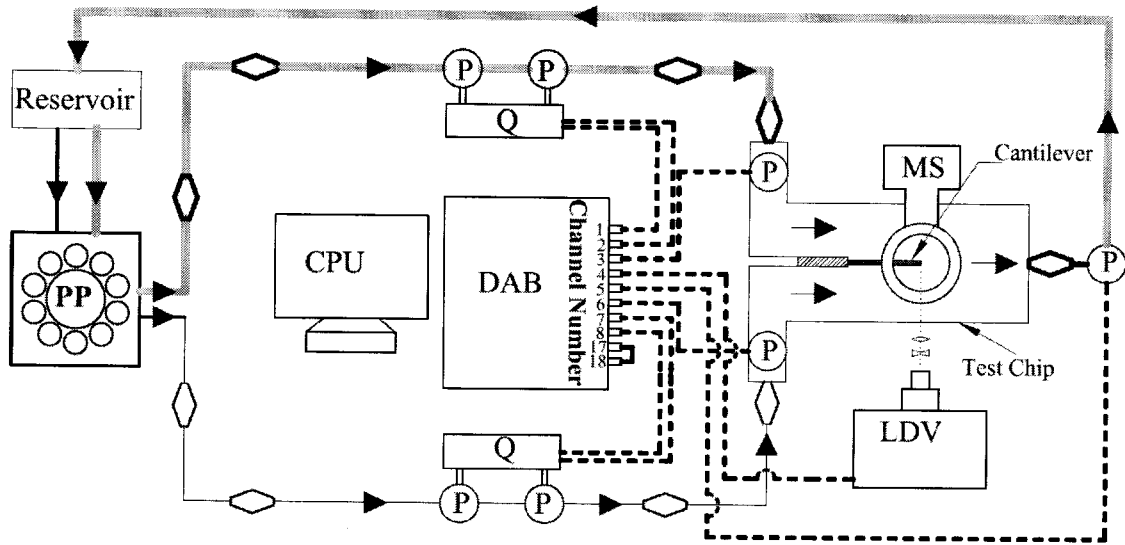 Reservoir
PP
P
P
Q
CPU
DAB
Channel Number
1
2
3
4
5
6
7
8
17
18
Q
P
P
P
MS
Cantilever
P
P
Test Chip
LDV